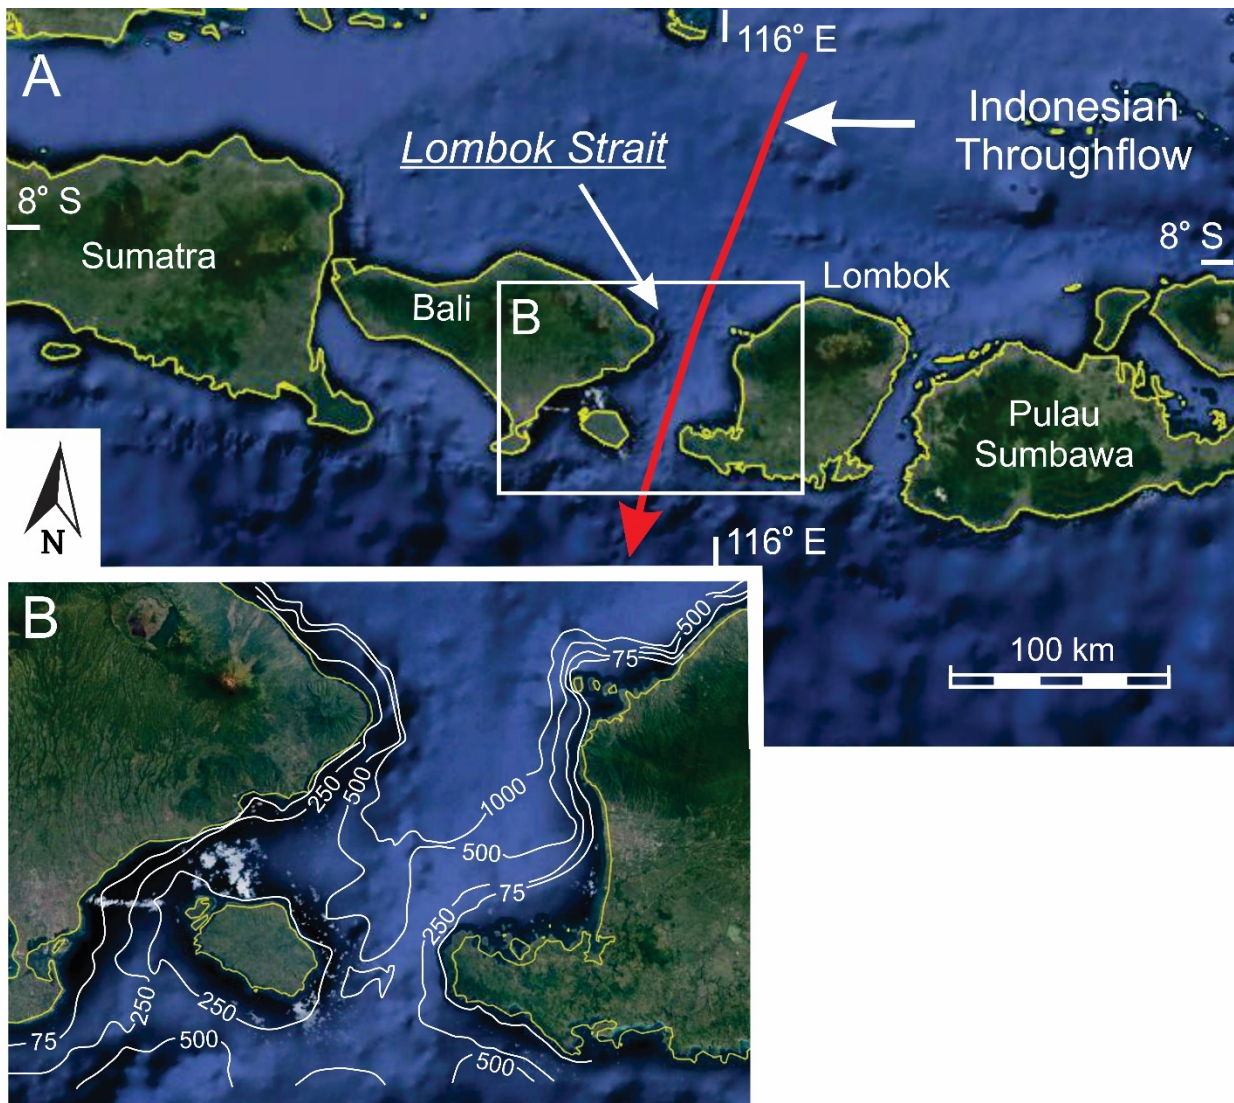 A
116° E
Indonesian
Throughflow
Lombok Strait
8° S
8° S
Sumatra
Lombok
Bali
B
Pulau
Sumbawa
N
116° E
100 km
B
500
75
250
500
1000
500
75
250
250
250
75
500
500